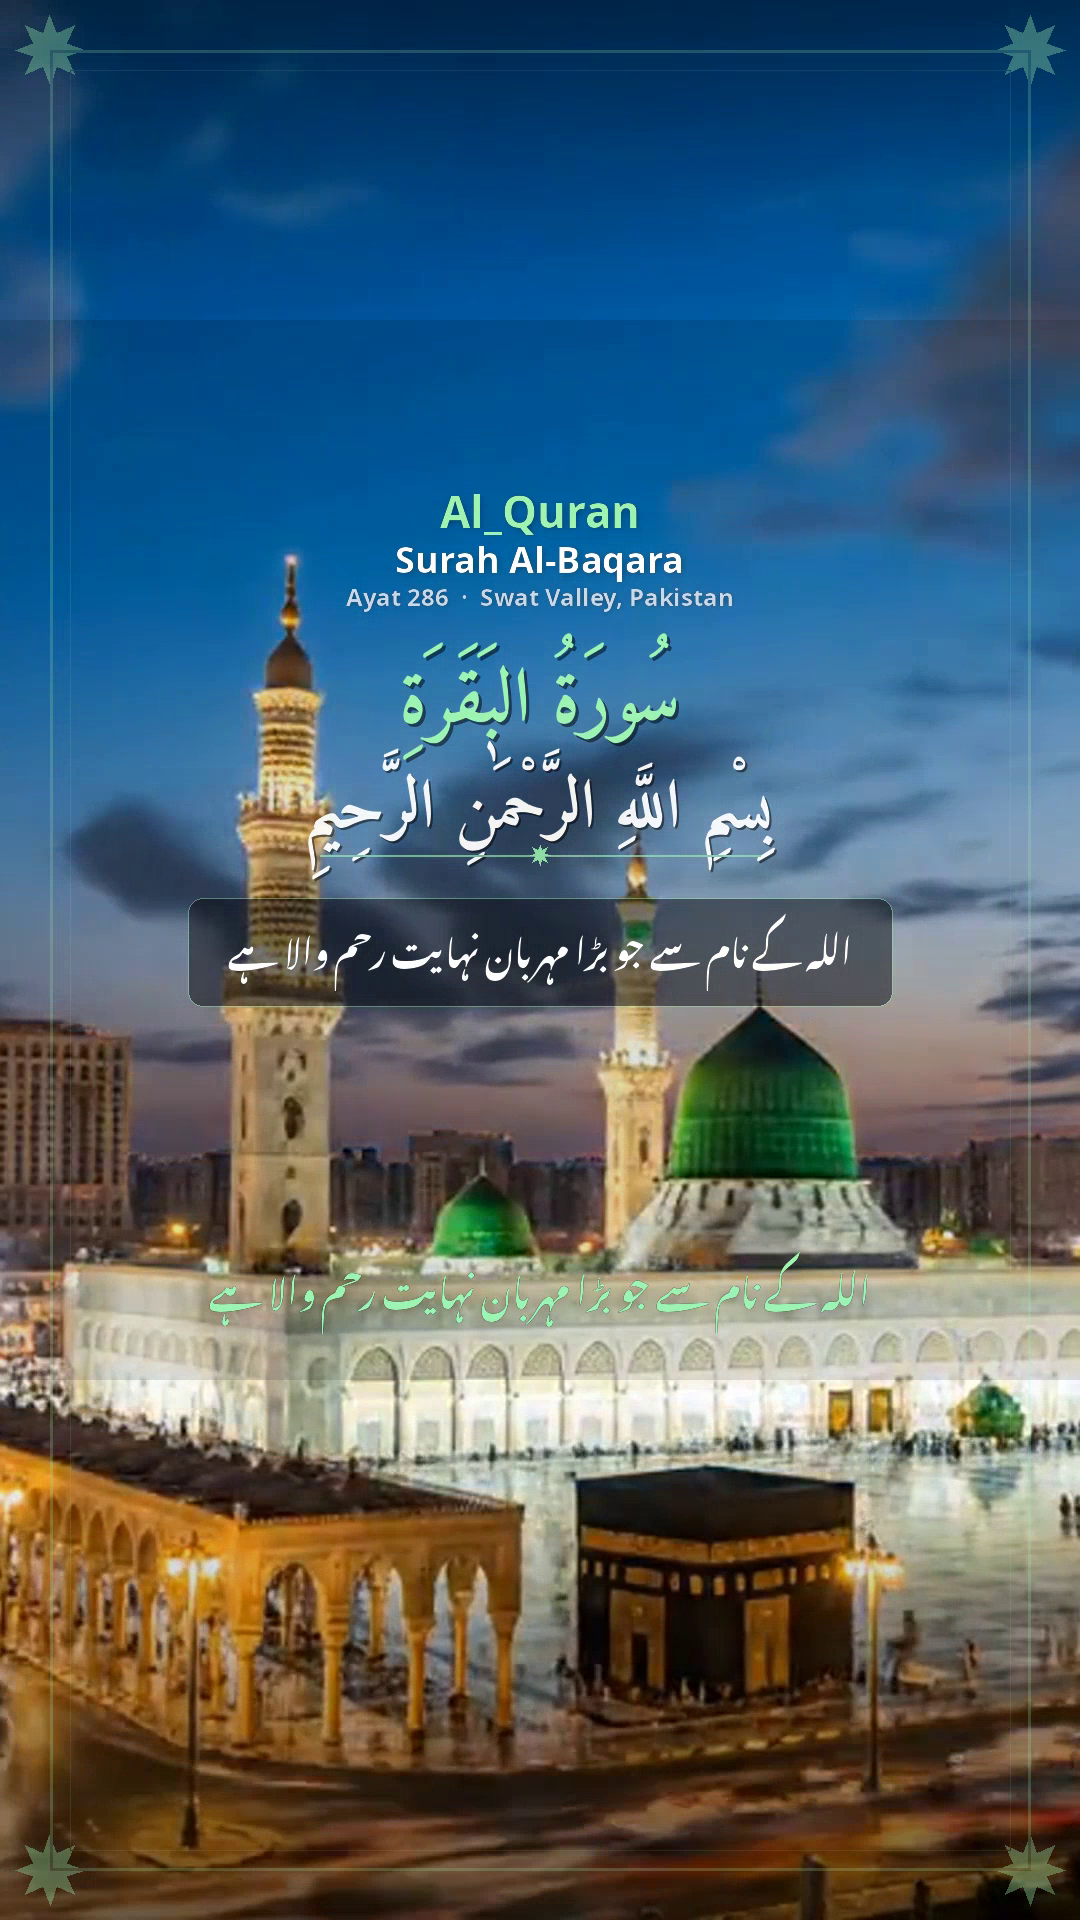 Al_Quran
Surah Al-Baqara
Ayat 286 · Swat Valley, Pakistan
سُورَةُ البَقَرَةِ
بِسْمِ اللَّهِ الرَّحْمَٰنِ الرَّحِيمِ
اللہ کے نام سے جو بڑا مہربان نہایت رحم والا ہے
اللہ کے نام سے جو بڑا مہربان نہایت رحم والا ہے